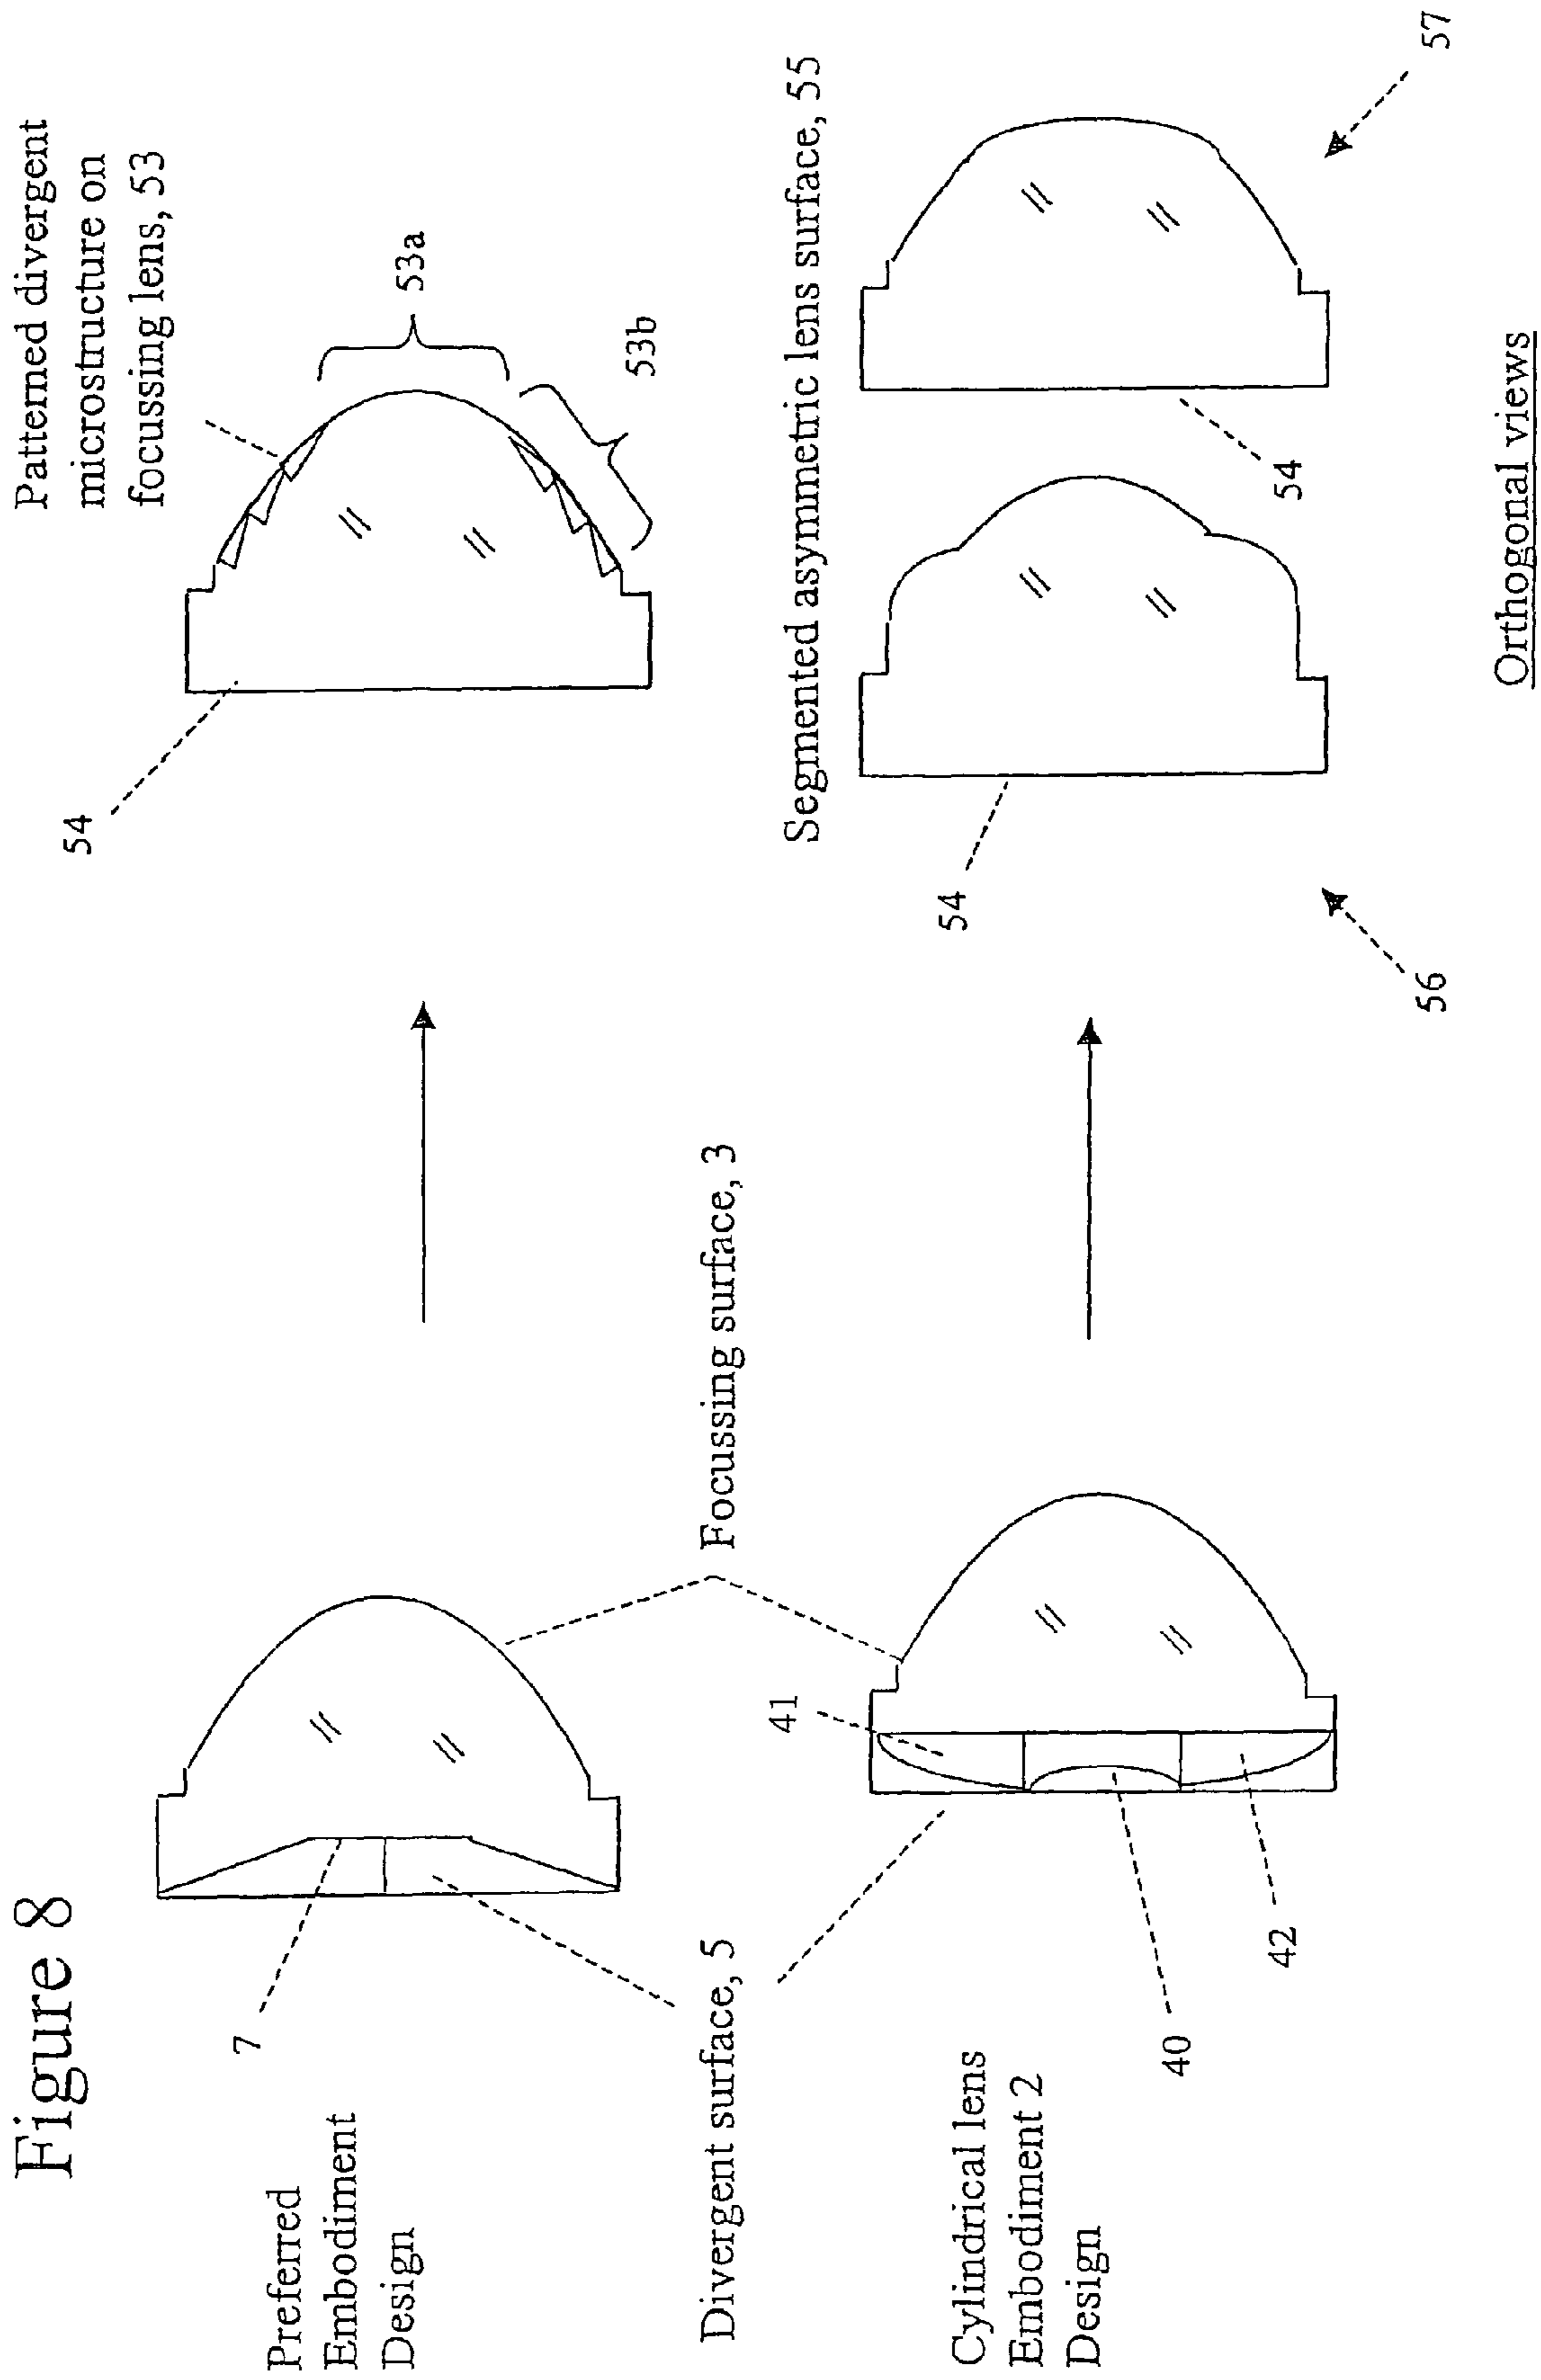 Figure 8
Preferred
Embodiment
Design
7
Divergent surface, 5
Focussing surface, 3
54
Patterned divergent
microstructure on
focussing lens, 53
53a
53b
Cylindrical lens
Embodiment 2
Design
41
40
42
Segmented asymmetric lens surface, 55
54
54
56
57
Orthogonal views